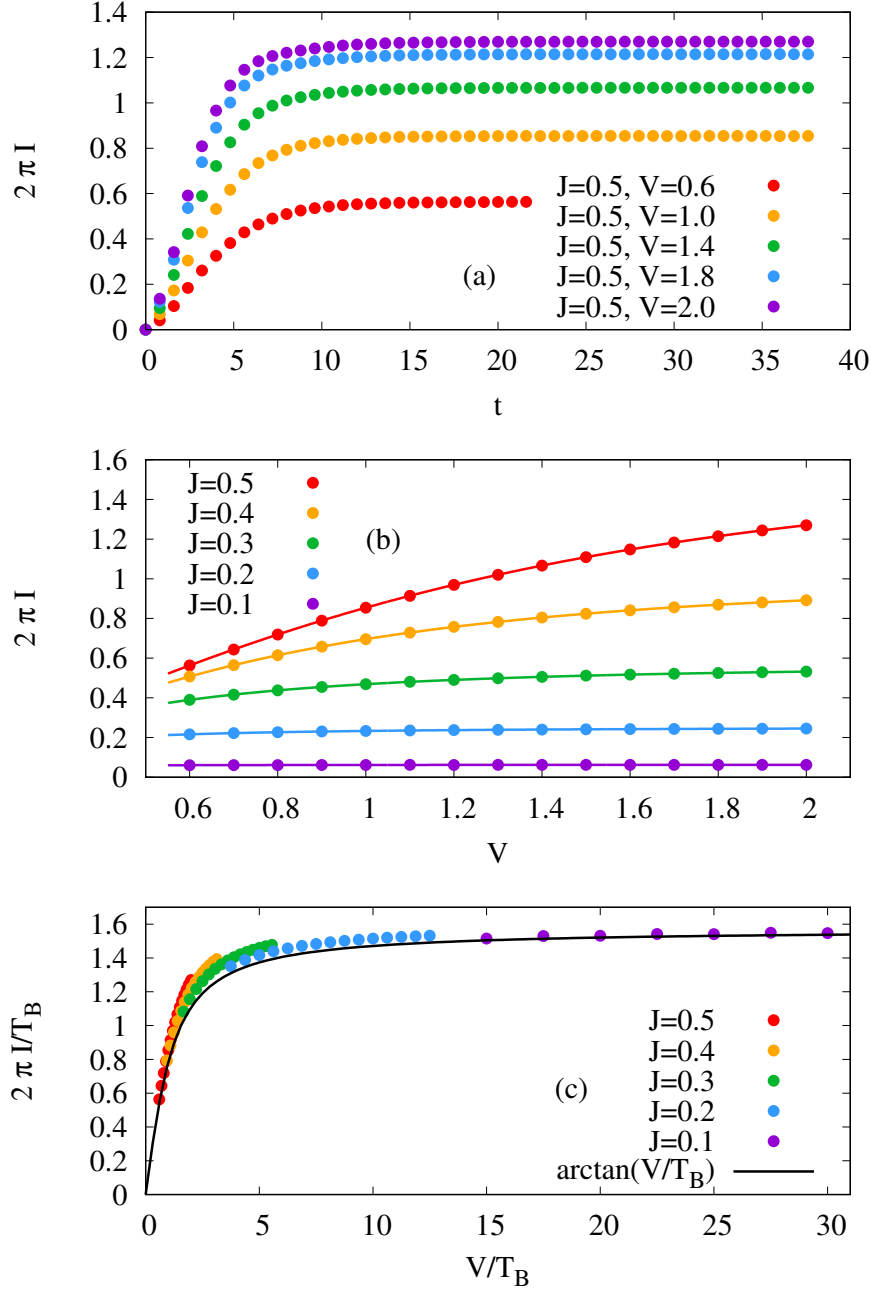 1.4
1.2
1
0.8
0.6
0.4
0.2
0
2 π I
J=0.5, V=0.6
J=0.5, V=1.0
J=0.5, V=1.4
J=0.5, V=1.8
J=0.5, V=2.0
(a)
0 5 10 15 20 25 30 35 40
t
1.6
1.4
1.2
1
0.8
0.6
0.4
0.2
0
2 π I
J=0.5
J=0.4
J=0.3
J=0.2
J=0.1
(b)
0.6 0.8 1 1.2 1.4 1.6 1.8 2
V
1.6
1.4
1.2
1
0.8
1.4
0.4
0.2
0
2 π I/T_B
J=0.5
J=0.4
J=0.3
J=0.2
J=0.1
arctan(V/T_B)
(c)
0 5 10 15 20 25 30
V/T_B